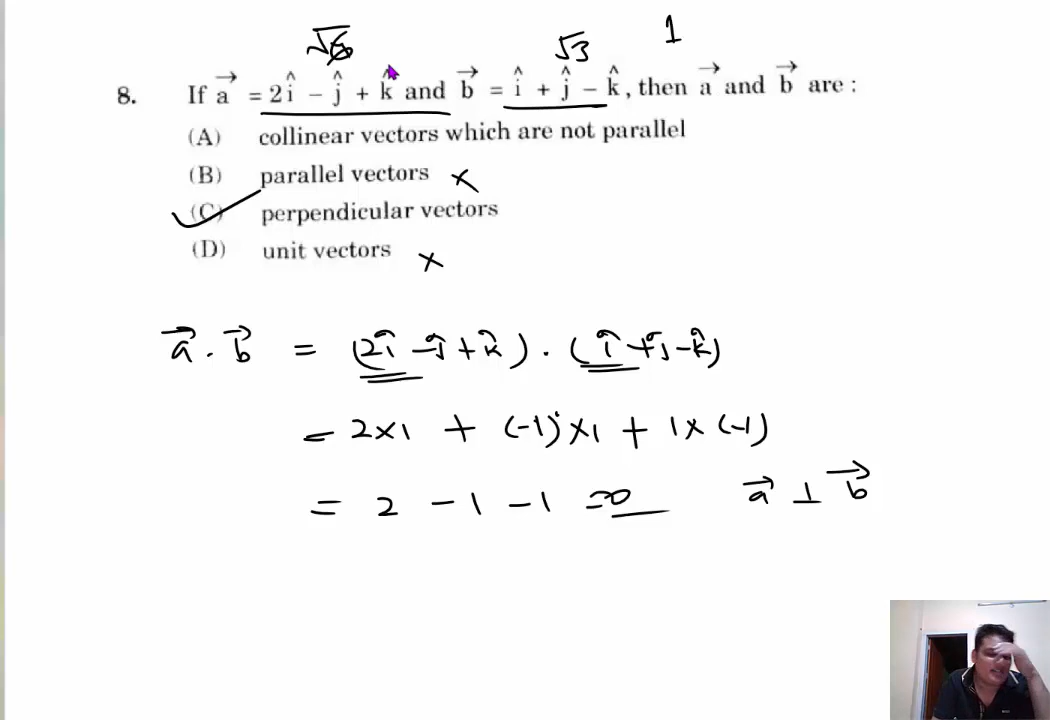 √6 √3 1
8. If a⃗ = 2î − ĵ + k̂ and b⃗ = î + ĵ − k̂, then a⃗ and b⃗ are :
(A) collinear vectors which are not parallel
(B) parallel vectors ×
(C) perpendicular vectors
(D) unit vectors ×
a⃗ . b⃗ = (2î − ĵ + k̂) . (î + ĵ − k̂)
= 2×1 + (−1)×1 + 1×(−1)
= 2 − 1 − 1 = 0 a⃗ ⊥ b⃗